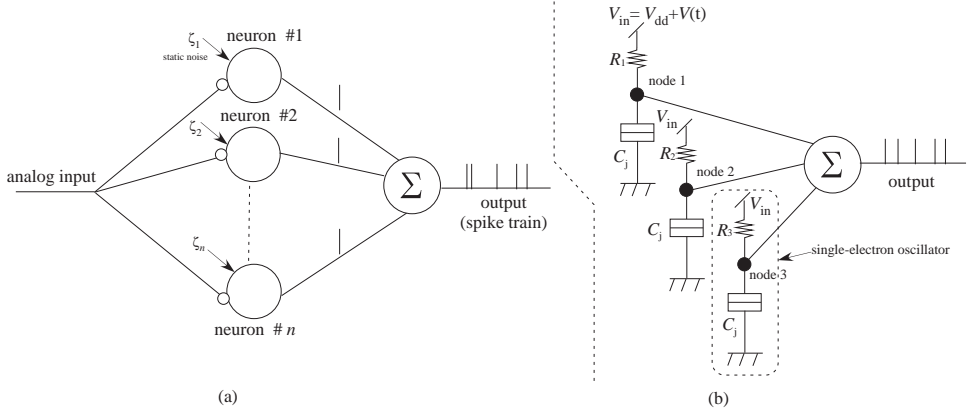 neuron #1
ζ1
static noise
neuron #2
ζ2
analog input
Σ
output
(spike train)
ζn
neuron # n
(a)
Vin= Vdd+V(t)
R1
node 1
Cj
Vin
R2
node 2
Cj
Vin
R3
node 3
Cj
Σ
output
single-electron oscillator
(b)